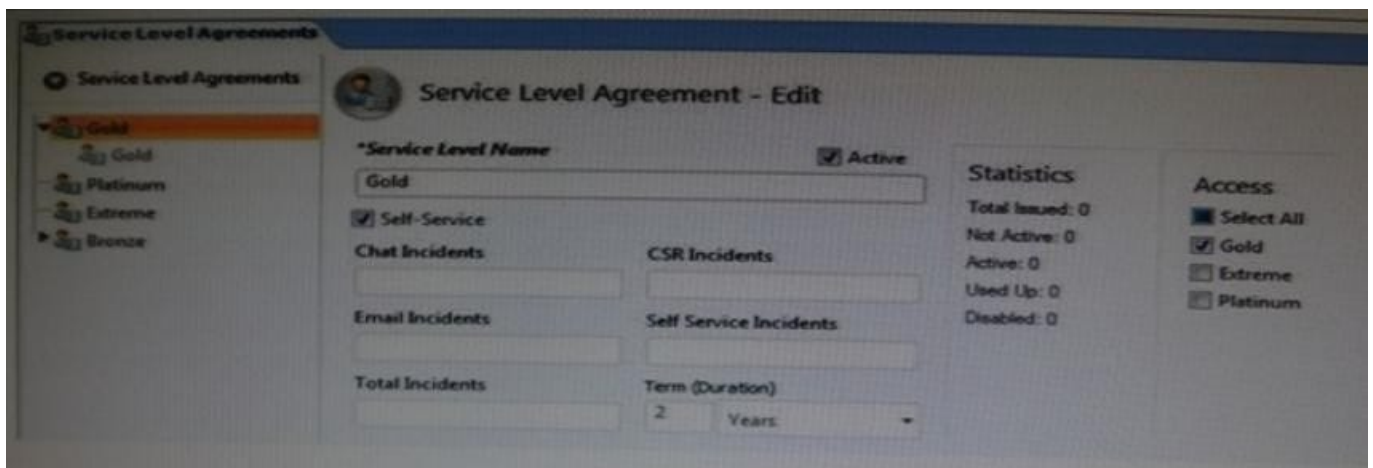 Service Level Agreements
Service Level Agreements
Gold
Gold
Platinum
Extreme
Bronze
Service Level Agreement - Edit
*Service Level Name
Active
Gold
Self-Service
Chat Incidents
CSR Incidents
Email Incidents
Self Service Incidents
Total Incidents
Term (Duration)
2
Years
Statistics
Total Issued: 0
Not Active: 0
Active: 0
Used Up: 0
Disabled: 0
Access
Select All
Gold
Extreme
Platinum